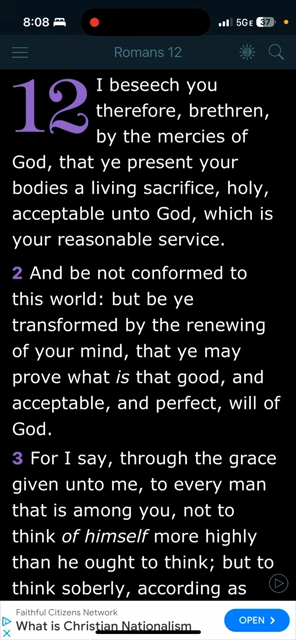 8:08
5GE 37
Romans 12
12 I beseech you
therefore, brethren,
by the mercies of
God, that ye present your
bodies a living sacrifice, holy,
acceptable unto God, which is
your reasonable service.
2 And be not conformed to
this world: but be ye
transformed by the renewing
of your mind, that ye may
prove what is that good, and
acceptable, and perfect, will of
God.
3 For I say, through the grace
given unto me, to every man
that is among you, not to
think of himself more highly
than he ought to think; but to
think soberly, according as
Faithful Citizens Network
What is Christian Nationalism
OPEN >